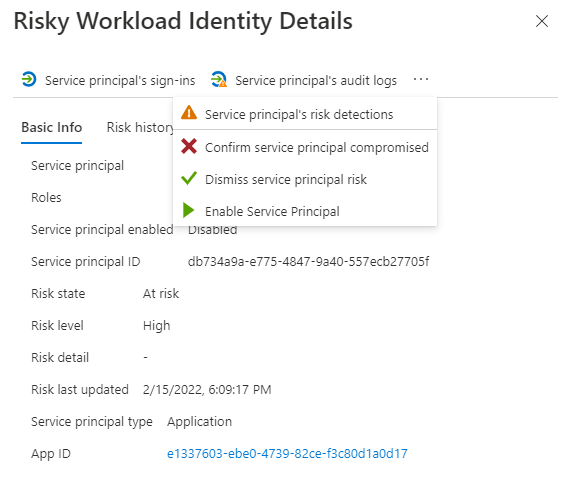 Risky Workload Identity Details
Service principal's sign-ins Service principal's audit logs ...
Service principal's risk detections
Basic Info Risk history
Confirm service principal compromised
Service principal
Dismiss service principal risk
Roles
Enable Service Principal
Service principal enabled Disabled
Service principal ID db734a9a-e775-4847-9a40-557ecb27705f
Risk state At risk
Risk level High
Risk detail -
Risk last updated 2/15/2022, 6:09:17 PM
Service principal type Application
App ID e1337603-ebe0-4739-82ce-f3c80d1a0d17